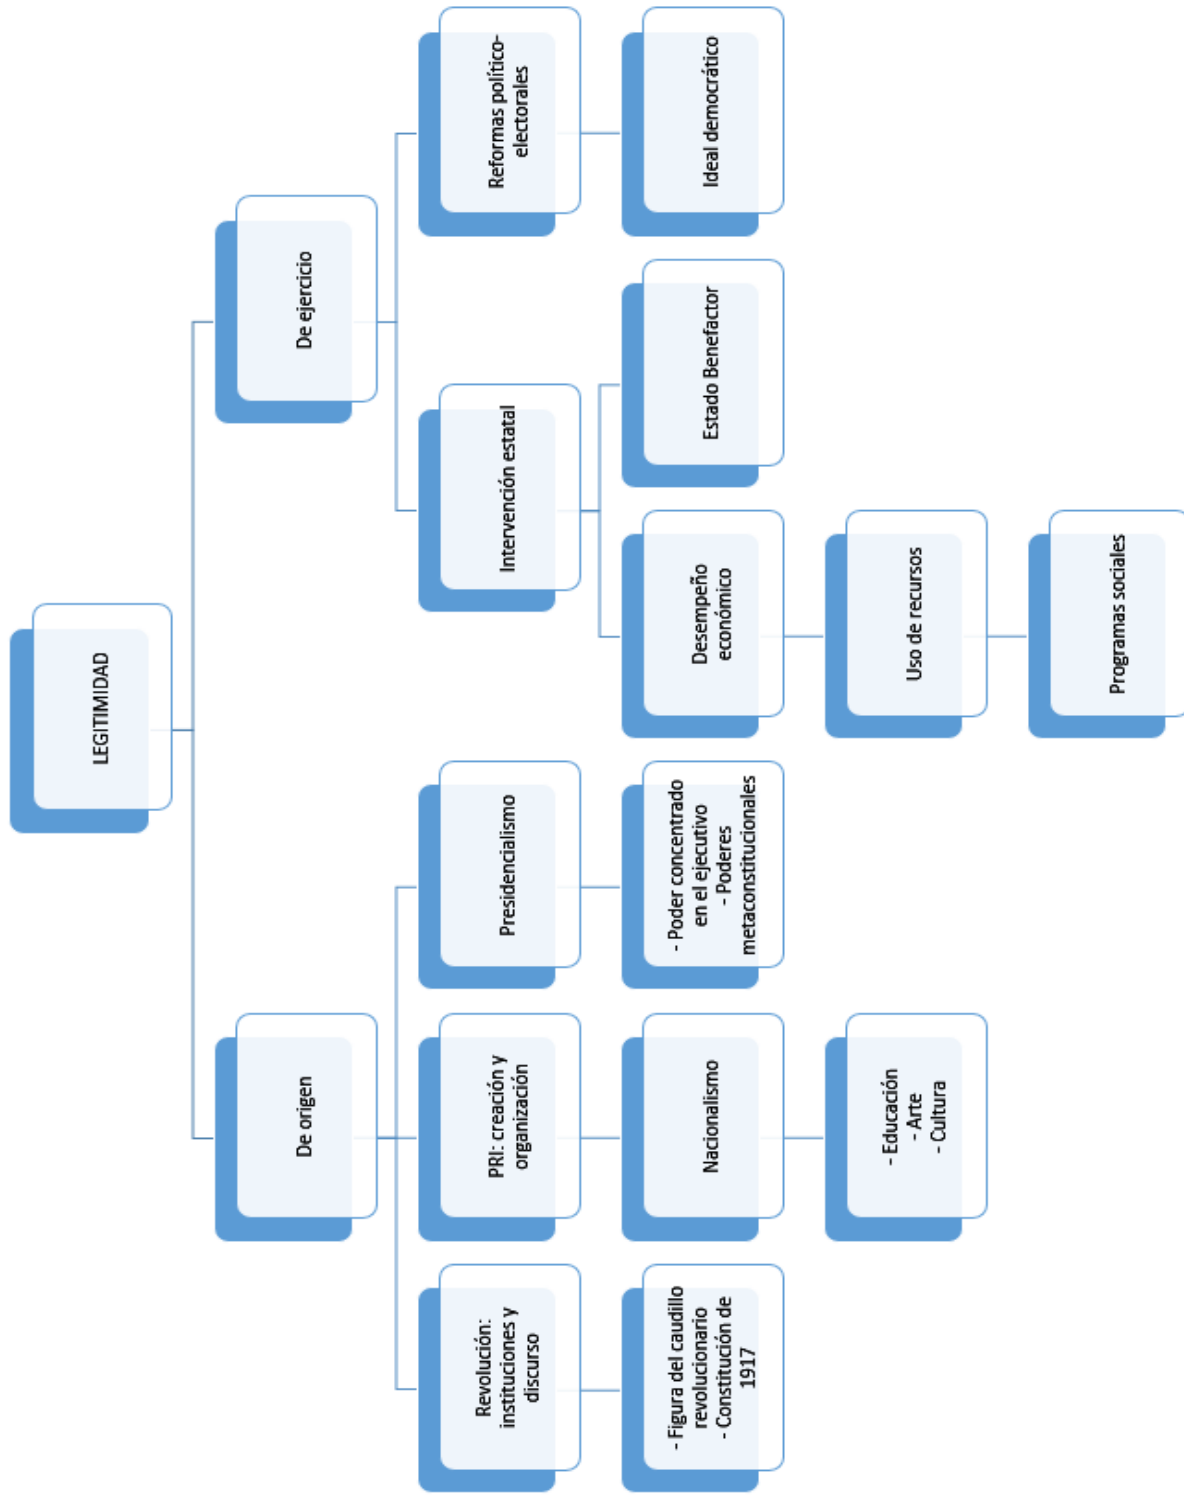 LEGITIMIDAD
De origen
De ejercicio
Revolución:
instituciones y
discurso
PRI: creación y
organización
Presidencialismo
Intervención estatal
Reformas político-
electorales
- Figura del caudillo
revolucionario
- Constitución de
1917
Nacionalismo
- Poder concentrado
en el ejecutivo
- Poderes
metaconstitucionales
Desempeño
económico
Estado Benefactor
Ideal democrático
- Educación
- Arte
- Cultura
Uso de recursos
Programas sociales